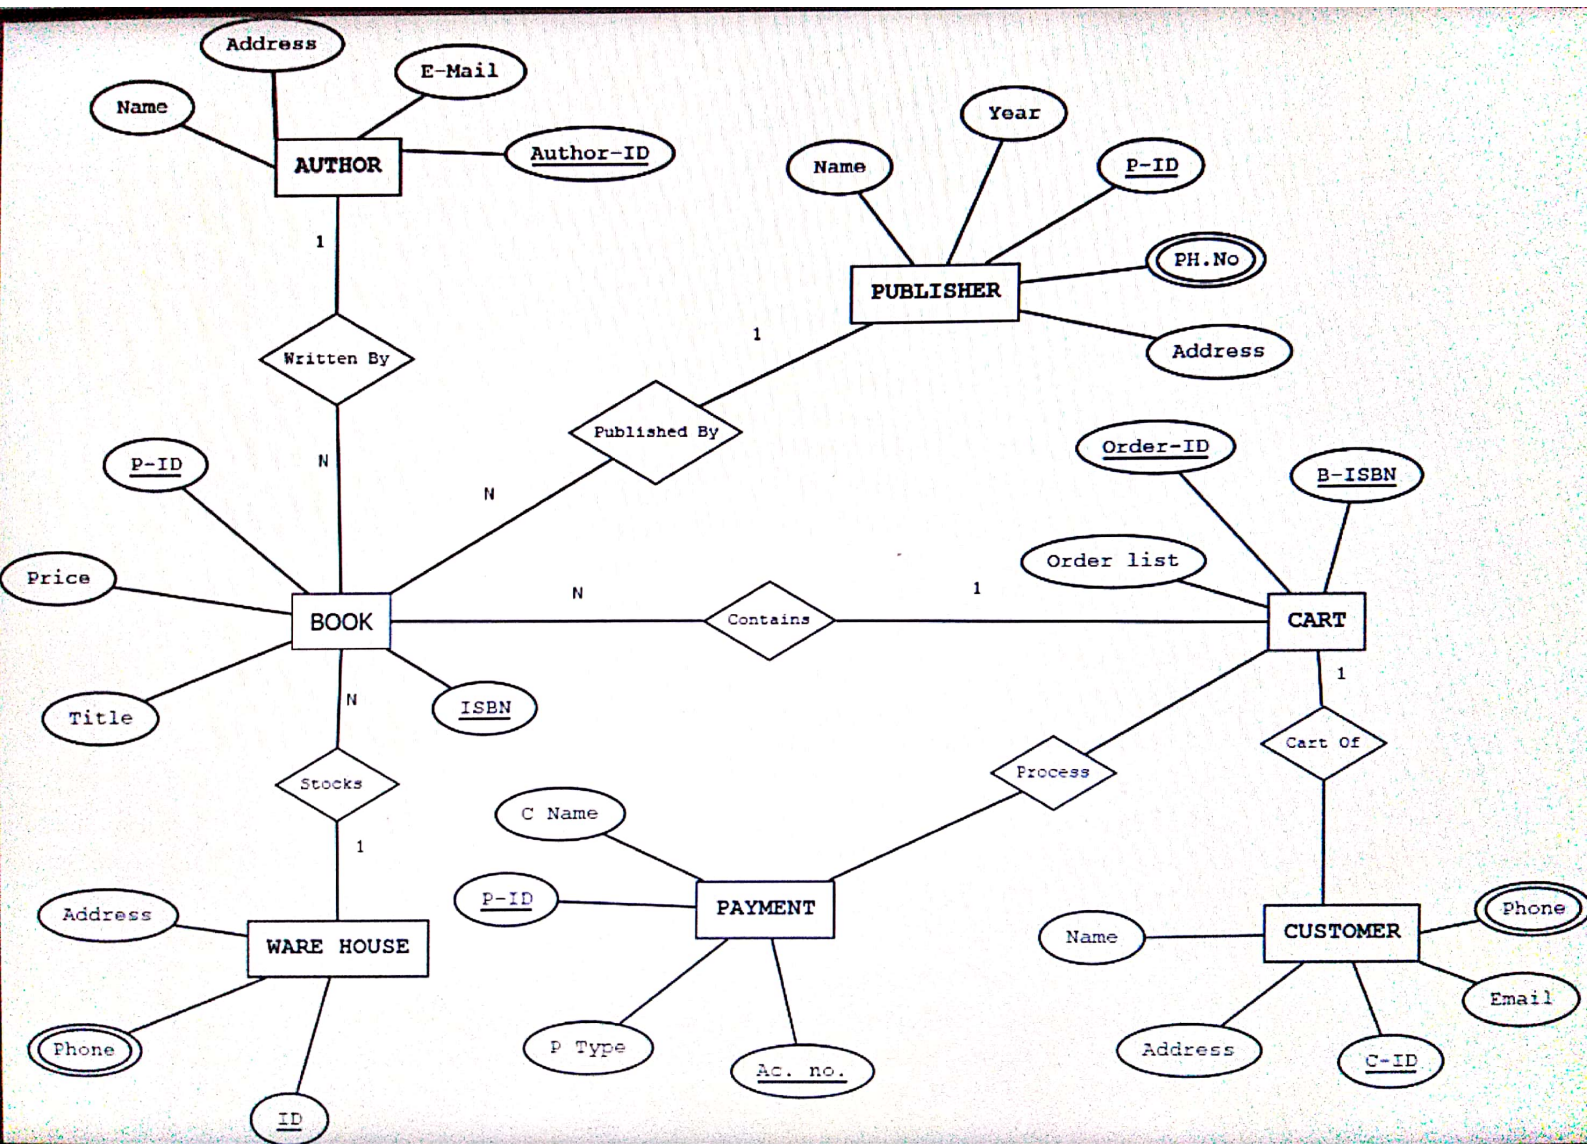 Address
E-Mail
Name
AUTHOR
Author-ID
1
Written By
N
Year
Name
P-ID
PUBLISHER
PH.No
Address
1
Published By
N
P-ID
Price
BOOK
Title
ISBN
N
Contains
1
Order-ID
B-ISBN
Order list
CART
1
Cart Of
Process
N
Stocks
1
Address
WARE HOUSE
Phone
ID
C Name
P-ID
PAYMENT
P Type
Ac. no.
Name
CUSTOMER
Phone
Email
Address
C-ID